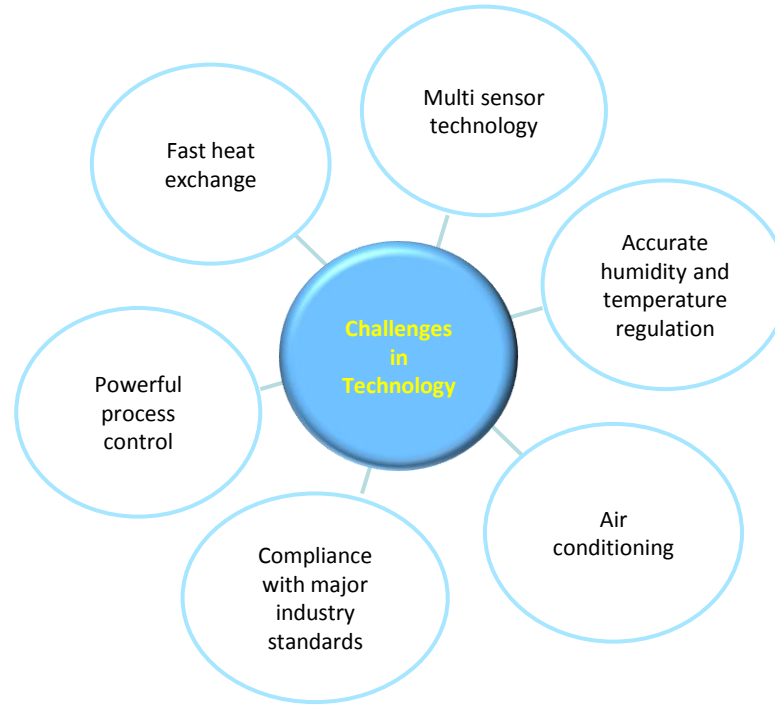 Multi sensor
technology
Fast heat
exchange
Accurate
humidity and
temperature
regulation
Challenges
in
Technology
Powerful
process
control
Air
conditioning
Compliance
with major
industry
standards